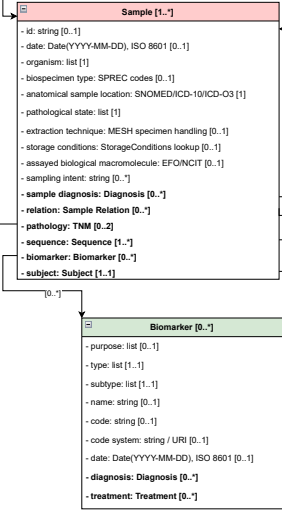 Sample [1..*]
- id: string [0..1]
- date: Date(YYYY-MM-DD), ISO 8601 [0..1]
- organism: list [1]
- biospecimen type: SPREC codes [0..1]
- anatomical sample location: SNOMED/ICD-10/ICD-O3 [1]
- pathological state: list [1]
- extraction technique: MESH specimen handling [0..1]
- storage conditions: StorageConditions lookup [0..1]
- assayed biological macromolecule: EFO/NCIT [0..1]
- sampling intent: string [0..*]
- sample diagnosis: Diagnosis [0..*]
- relation: Sample Relation [0..*]
- pathology: TNM [0..2]
- sequence: Sequence [1..*]
- biomarker: Biomarker [0..*]
- subject: Subject [1..1]
[0..*]
Biomarker [0..*]
- purpose: list [0..1]
- type: list [1..1]
- subtype: list [1..1]
- name: string [0..1]
- code: string [0..1]
- code system: string / URI [0..1]
- date: Date(YYYY-MM-DD), ISO 8601 [0..1]
- diagnosis: Diagnosis [0..*]
- treatment: Treatment [0..*]